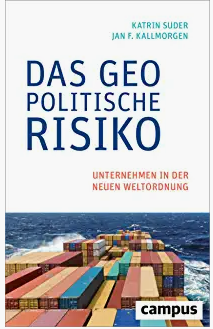 KATRIN SUDER
JAN F. KALLMORGEN
DAS GEO
POLITISCHE
RISIKO
UNTERNEHMEN IN DER
NEUEN WELTORDNUNG
campus